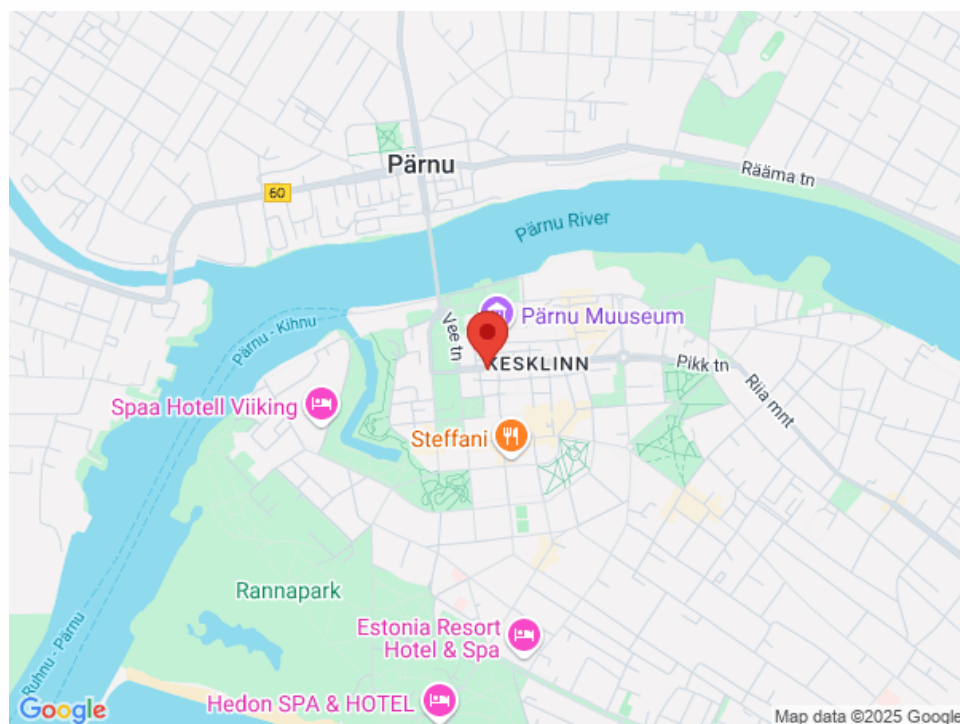 Pärnu
Rääma tn
60
Pärnu River
Pärnu - Kihnu
Vee tn
Pärnu Muuseum
KESKLINN
Pikk tn
Riia mnt
Spaa Hotell Viiking
Steffani
Rannapark
Estonia Resort
Hotel & Spa
Ruhnu - Pärnu
Hedon SPA & HOTEL
Google
Map data ©2025 Google